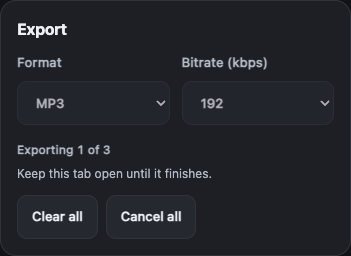 Export
Format Bitrate (kbps)
MP3 192
Exporting 1 of 3
Keep this tab open until it finishes.
Clear all Cancel all